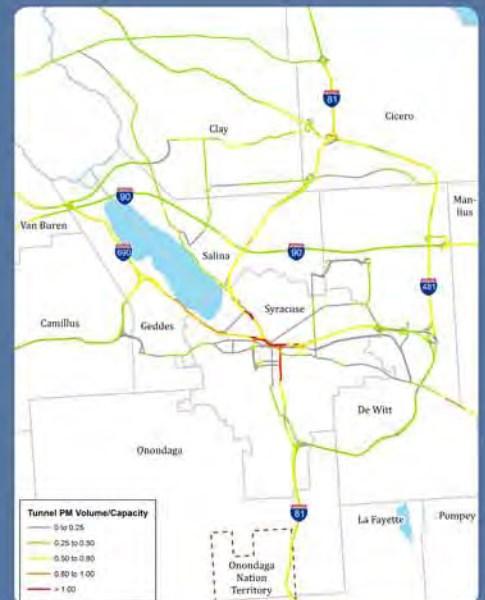 81
Cicero
Clay
90
Man-
lius
Van Buren
Salina
90
690
481
Syracuse
Camillus
Geddes
De Witt
Onondaga
81
La Fayette
Pompey
Onondaga
Nation
Territory
Tunnel PM Volume/Capacity
0 to 0.25
0.25 to 0.50
0.50 to 0.80
0.80 to 1.00
> 1.00